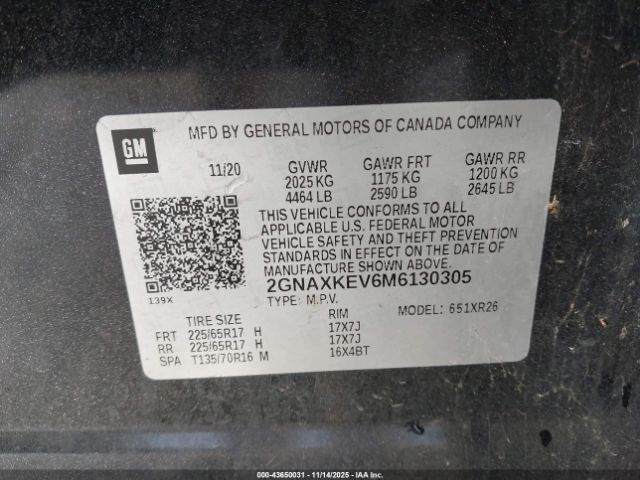 GM
MFD BY GENERAL MOTORS OF CANADA COMPANY
11/20 GVWR GAWR FRT GAWR RR
2025 KG 1175 KG 1200 KG
4464 LB 2590 LB 2645 LB
THIS VEHICLE CONFORMS TO ALL
APPLICABLE U.S. FEDERAL MOTOR
VEHICLE SAFETY AND THEFT PREVENTION
STANDARDS IN EFFECT ON THE DATE OF
MANUFACTURE SHOWN ABOVE.
139X
2GNAXKEV6M6130305
TYPE: M.P.V. MODEL: 651XR26
TIRE SIZE RIM
FRT 225/65R17 H 17X7J
RR 225/65R17 H 17X7J
SPA T135/70R16 M 16X4BT
000-43650031 - 11/14/2025 - IAAI, Inc.